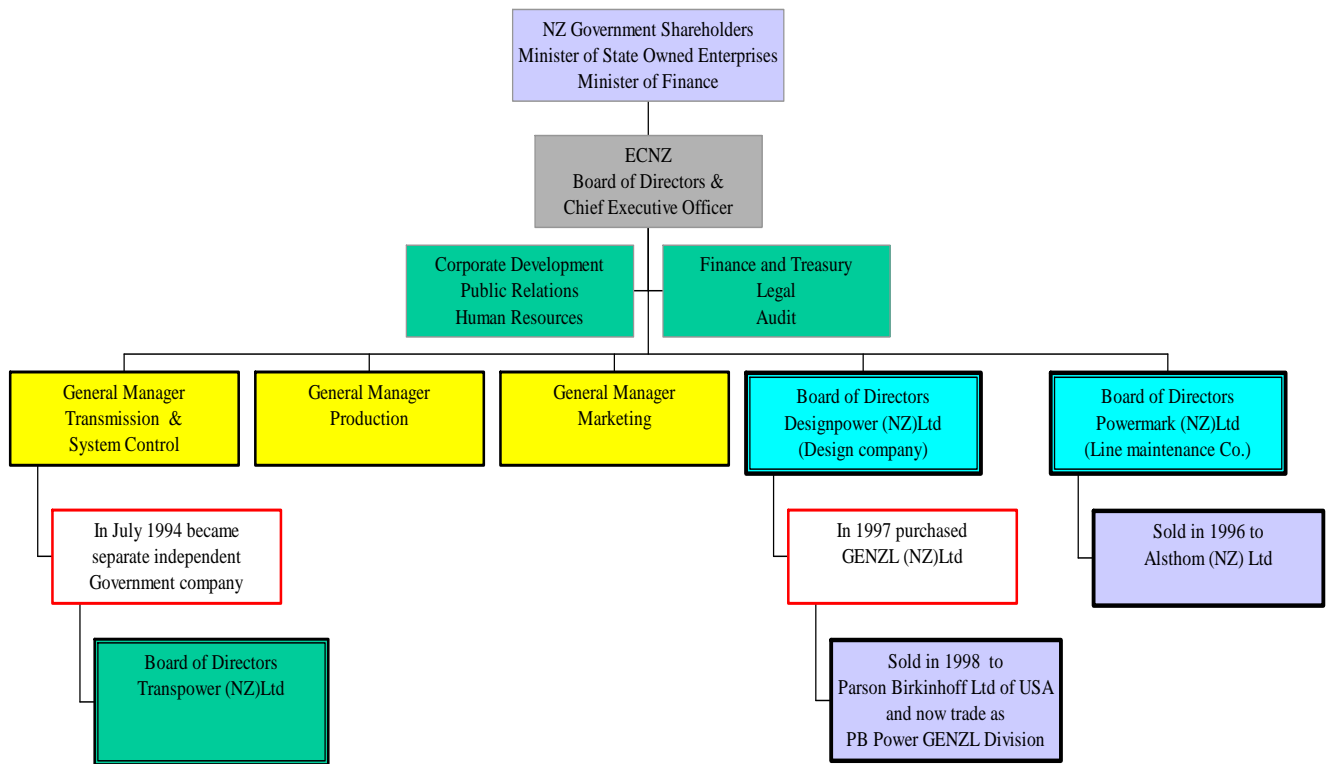 NZ Government Shareholders
Minister of State Owned Enterprises
Minister of Finance
ECNZ
Board of Directors &
Chief Executive Officer
Corporate Development
Public Relations
Human Resources
Finance and Treasury
Legal
Audit
General Manager
Transmission &
System Control
General Manager
Production
General Manager
Marketing
Board of Directors
Designpower (NZ)Ltd
(Design company)
Board of Directors
Powermark (NZ)Ltd
(Line maintenance Co.)
In July 1994 became
separate independent
Government company
In 1997 purchased
GENZL (NZ)Ltd
Sold in 1996 to
Alsthom (NZ) Ltd
Board of Directors
Transpower (NZ)Ltd
Sold in 1998 to
Parson Birkinhoff Ltd of USA
and now trade as
PB Power GENZL Division